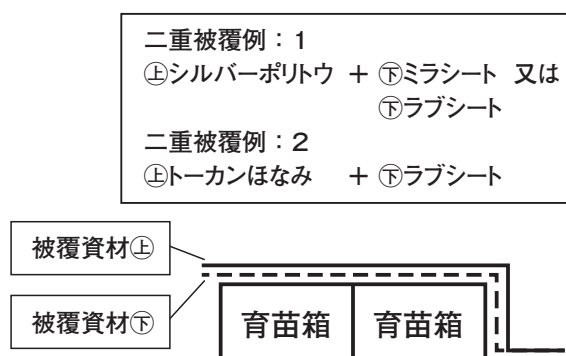 二重被覆例：1
㊤シルバーポリトウ ＋ ㊦ミラシート 又は
㊦ラブシート
二重被覆例：2
㊤トーカンほなみ ＋ ㊦ラブシート
被覆資材㊤
被覆資材㊦
育苗箱 育苗箱